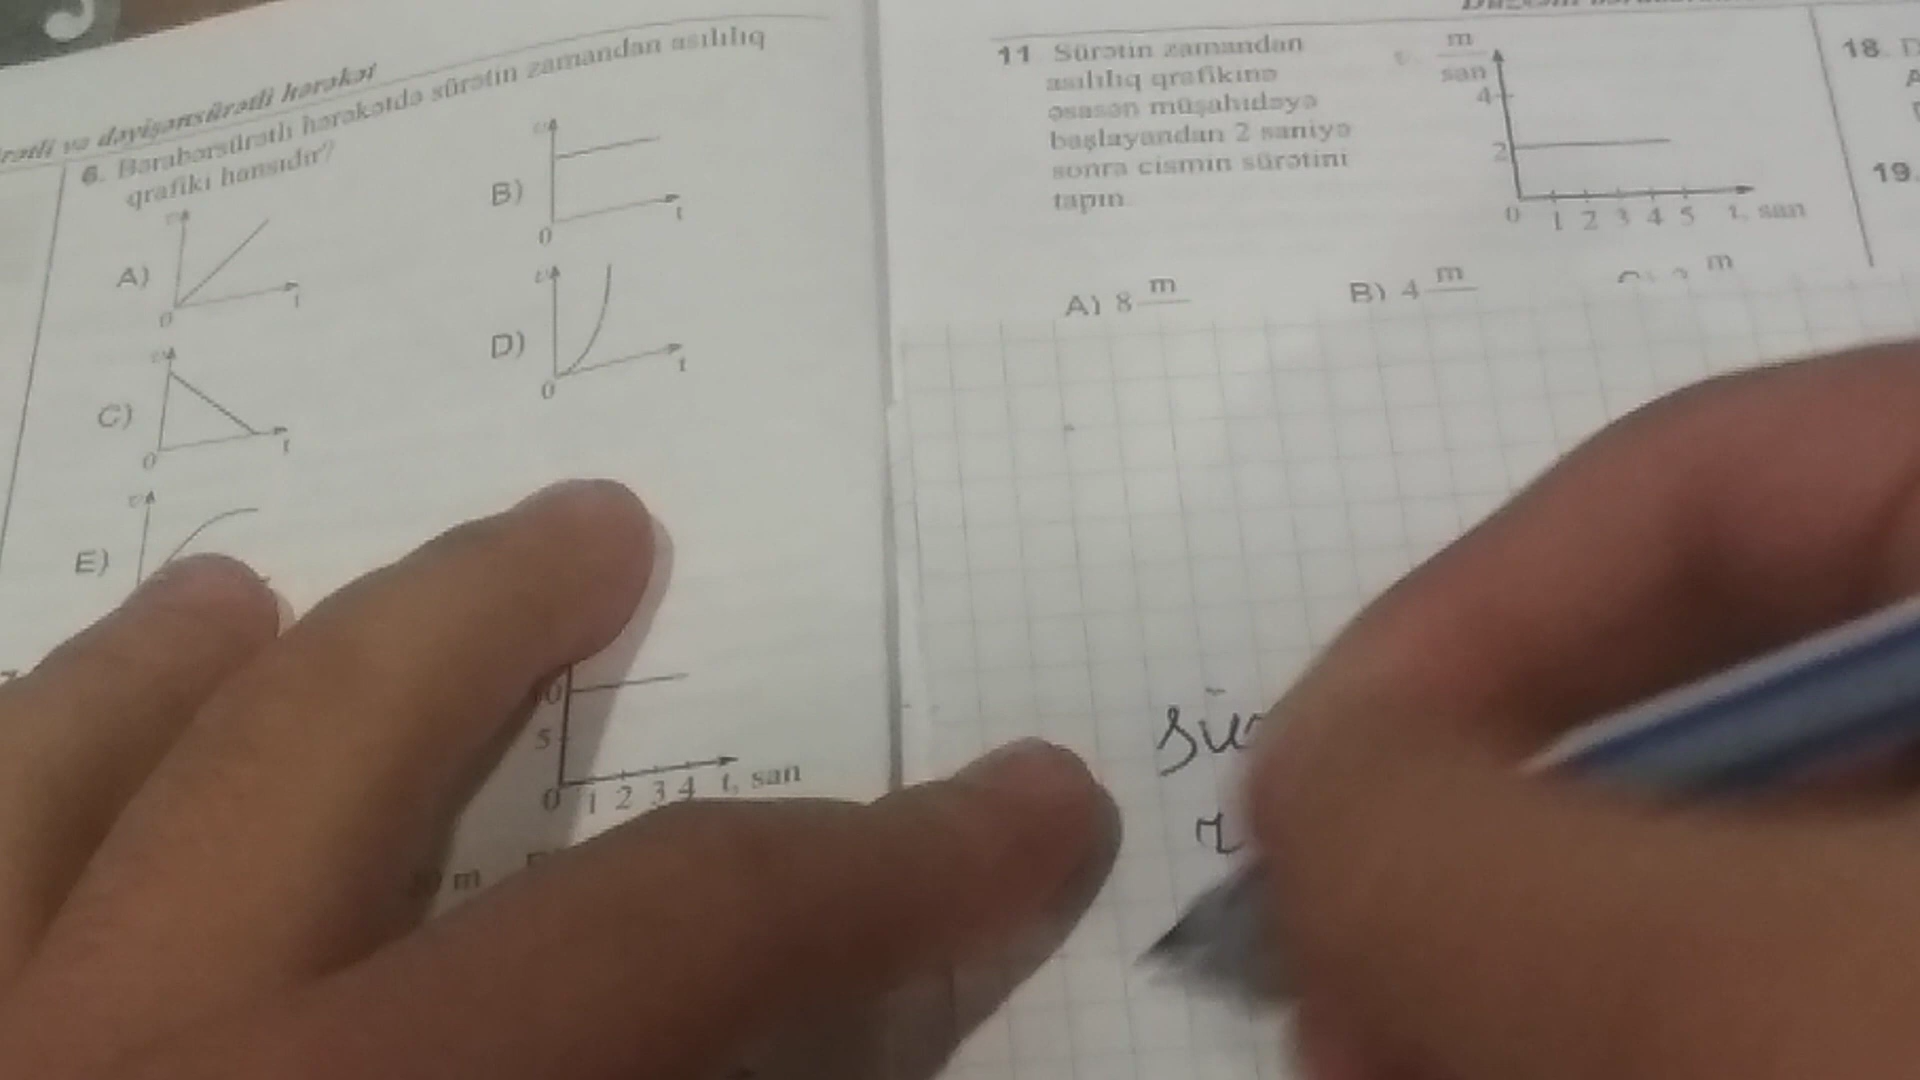 və dəyişənsürətli hərəkət
6. Bərabərsürətli hərəkətdə sürətin zamandan asılılıq
qrafiki hansıdır?
A)
v
0
t
B)
v
0
t
C)
v
0
t
D)
v
0
t
E)
v
5
0 1 2 3 4 t, san
m
11 Sürətin zamandan
asılılıq qrafikinə
əsasən müşahidəyə
başlayandan 2 saniyə
sonra cismin sürətini
tapın
m
san
4
2
0 1 2 3 4 5 t, san
A) 8 m
B) 4 m
m
18.
19.